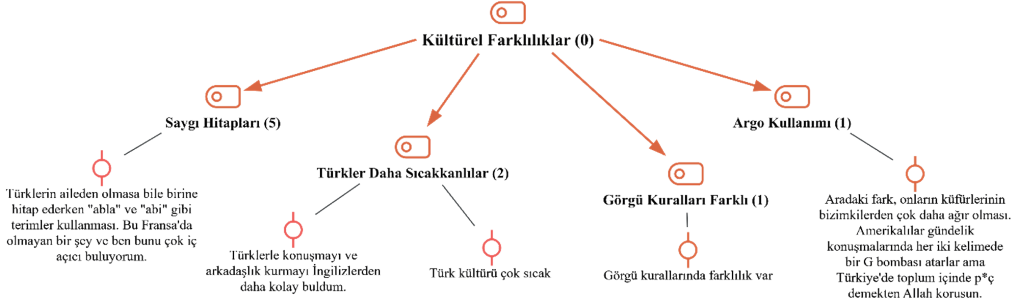 Kültürel Farklılıklar (0)
Saygı Hitapları (5)
Argo Kullanımı (1)
Türkler Daha Sıcakkanlılar (2)
Görgü Kuralları Farklı (1)
Türklerin aileden olmasa bile birine
hitap ederken "abla" ve "abi" gibi
terimler kullanması. Bu Fransa'da
olmayan bir şey ve ben bunu çok iç
açıcı buluyorum.
Türklerle konuşmayı ve
arkadaşlık kurmayı İngilizlerden
daha kolay buldum.
Türk kültürü çok sıcak
Görgü kurallarında farklılık var
Aradaki fark, onların küfürlerinin
bizimkilerden çok daha ağır olması.
Amerikalılar gündelik
konuşmalarında her iki kelimede
bir G bombası atarlar ama
Türkiye'de toplum içinde p*ç
demekten Allah korusun.